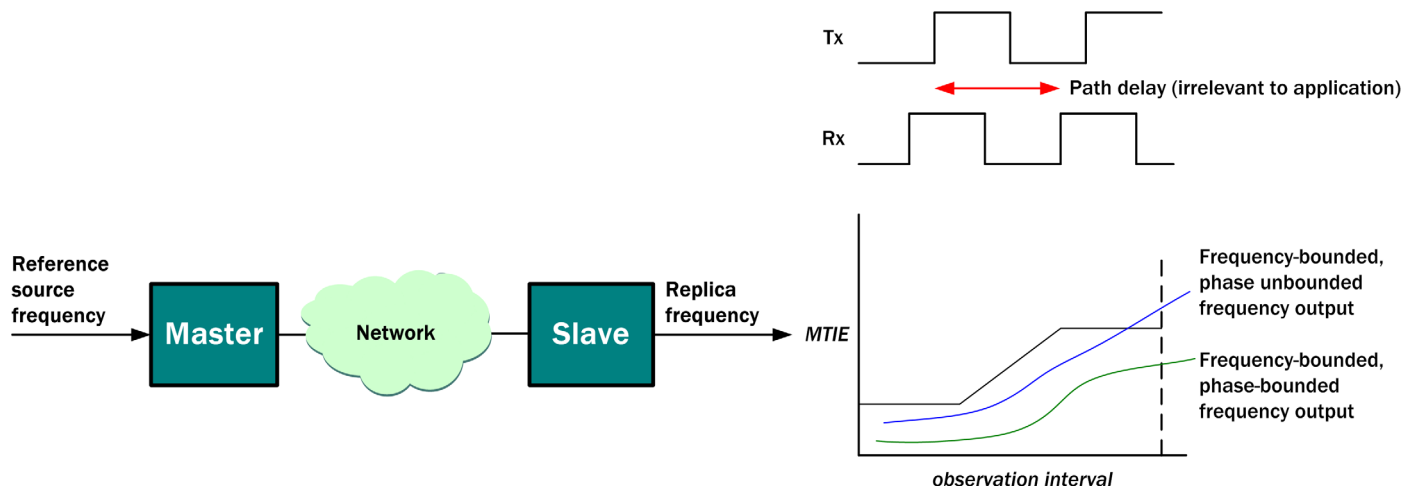 Tx
Path delay (irrelevant to application)
Rx
Reference
source
frequency
Master
Network
Slave
Replica
frequency
MTIE
Frequency-bounded,
phase unbounded
frequency output
Frequency-bounded,
phase-bounded
frequency output
observation interval